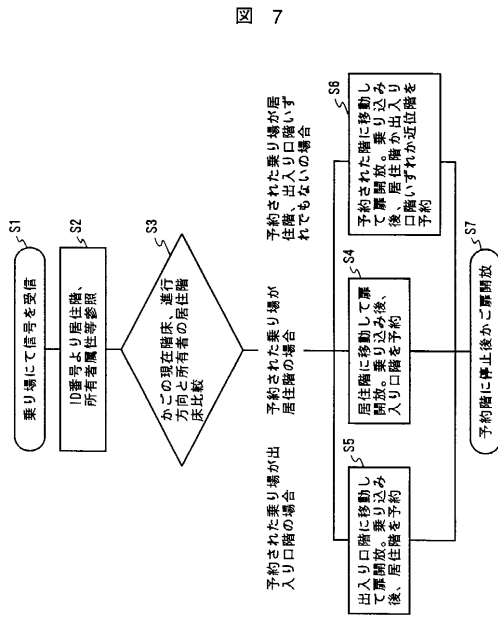 図 7
S1
乗り場にて信号を受信
S2
ID番号より居住階、
所有者属性等参照
S3
かごの現在階床、進行
方向と所有者の居住階
床比較
予約された乗り場が出
入り口階の場合
予約された乗り場が
居住階の場合
予約された乗り場が居
住階、出入り口階いず
れでもないの場合
S5
出入り口階に移動し
て扉開放。乗り込み
後、居住階を予約
S4
居住階に移動して扉
開放。乗り込み後、
入り口階を予約
S6
予約された階に移動し
て扉開放。乗り込み
後、居住階か出入り
口階いずれか近位階を
予約
S7
予約階に停止後かご扉開放